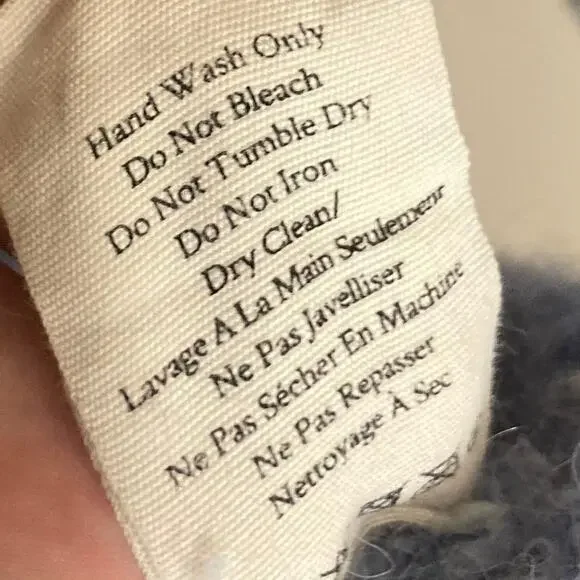 Hand Wash Only
Do Not Bleach
Do Not Tumble Dry
Do Not Iron
Dry Clean/
Lavage A La Main Seulement
Ne Pas Javelliser
Ne Pas Sécher En Machine
Ne Pas Repasser
Nettoyage À Sec